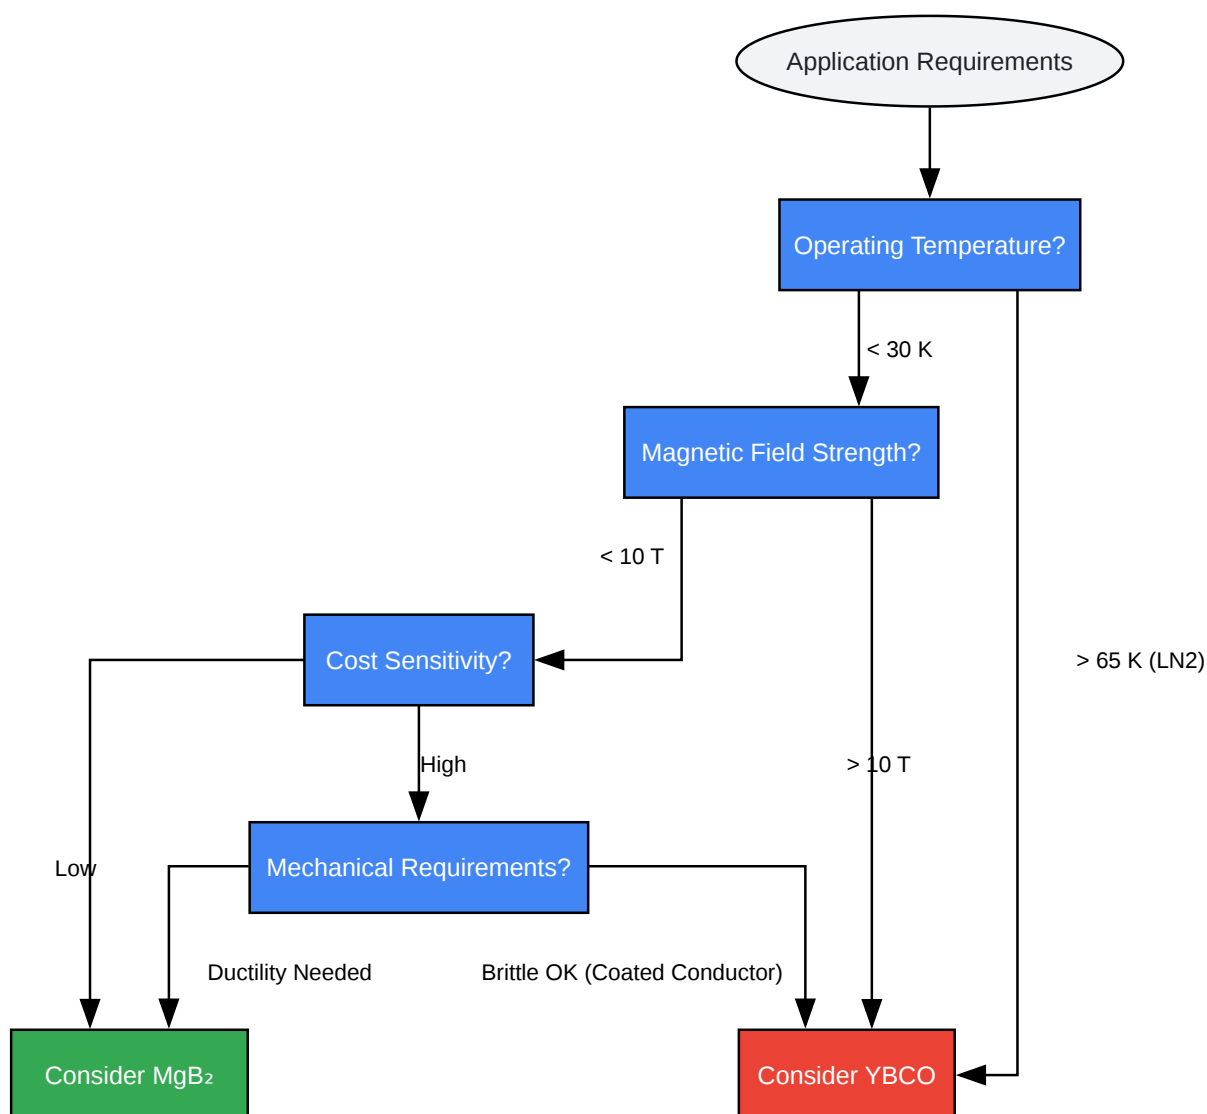 Application Requirements
Operating Temperature?
< 30 K
Magnetic Field Strength?
< 10 T
Cost Sensitivity?
> 65 K (LN2)
High
> 10 T
Mechanical Requirements?
Low
Ductility Needed
Brittle OK (Coated Conductor)
Consider MgB₂
Consider YBCO